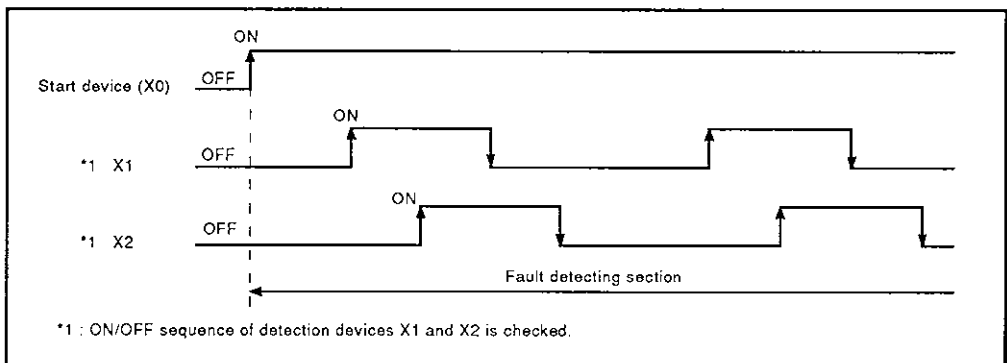 ON
Start device (X0) OFF
ON
*1 X1 OFF
ON
*1 X2 OFF
Fault detecting section
*1 : ON/OFF sequence of detection devices X1 and X2 is checked.